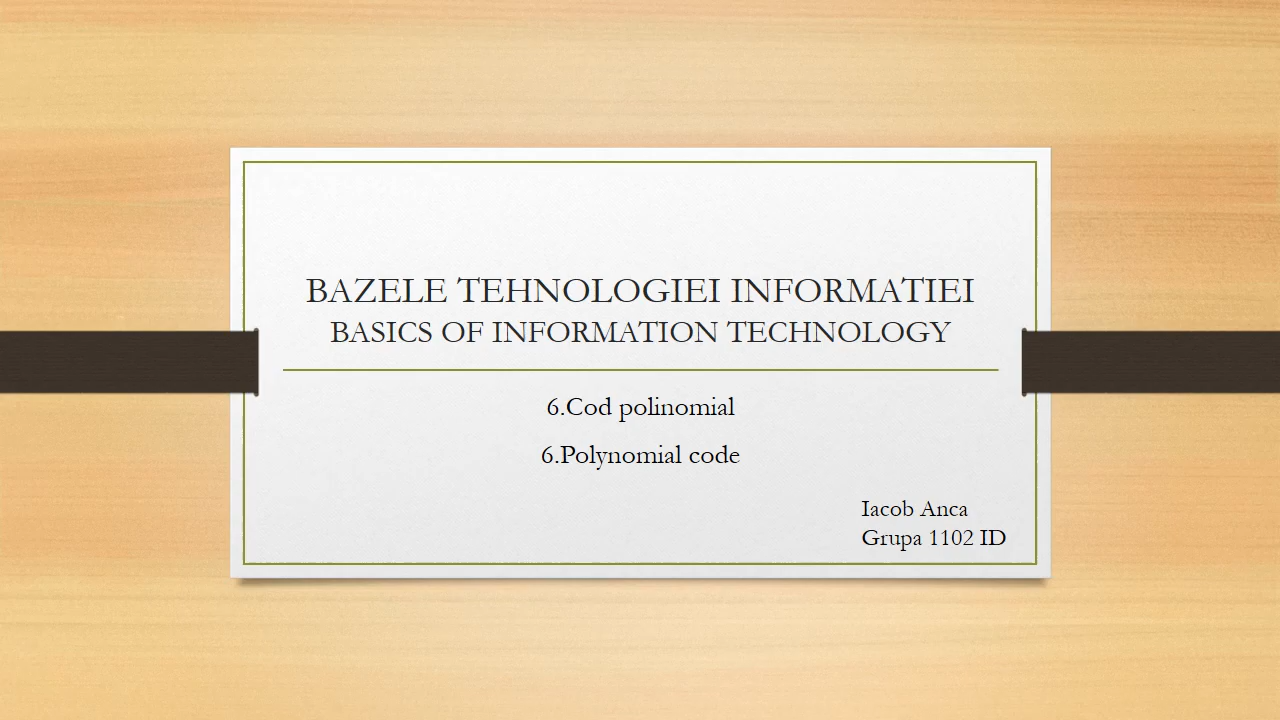 BAZELE TEHNOLOGIEI INFORMATIEI
BASICS OF INFORMATION TECHNOLOGY
6.Cod polinomial
6.Polynomial code
Iacob Anca
Grupa 1102 ID